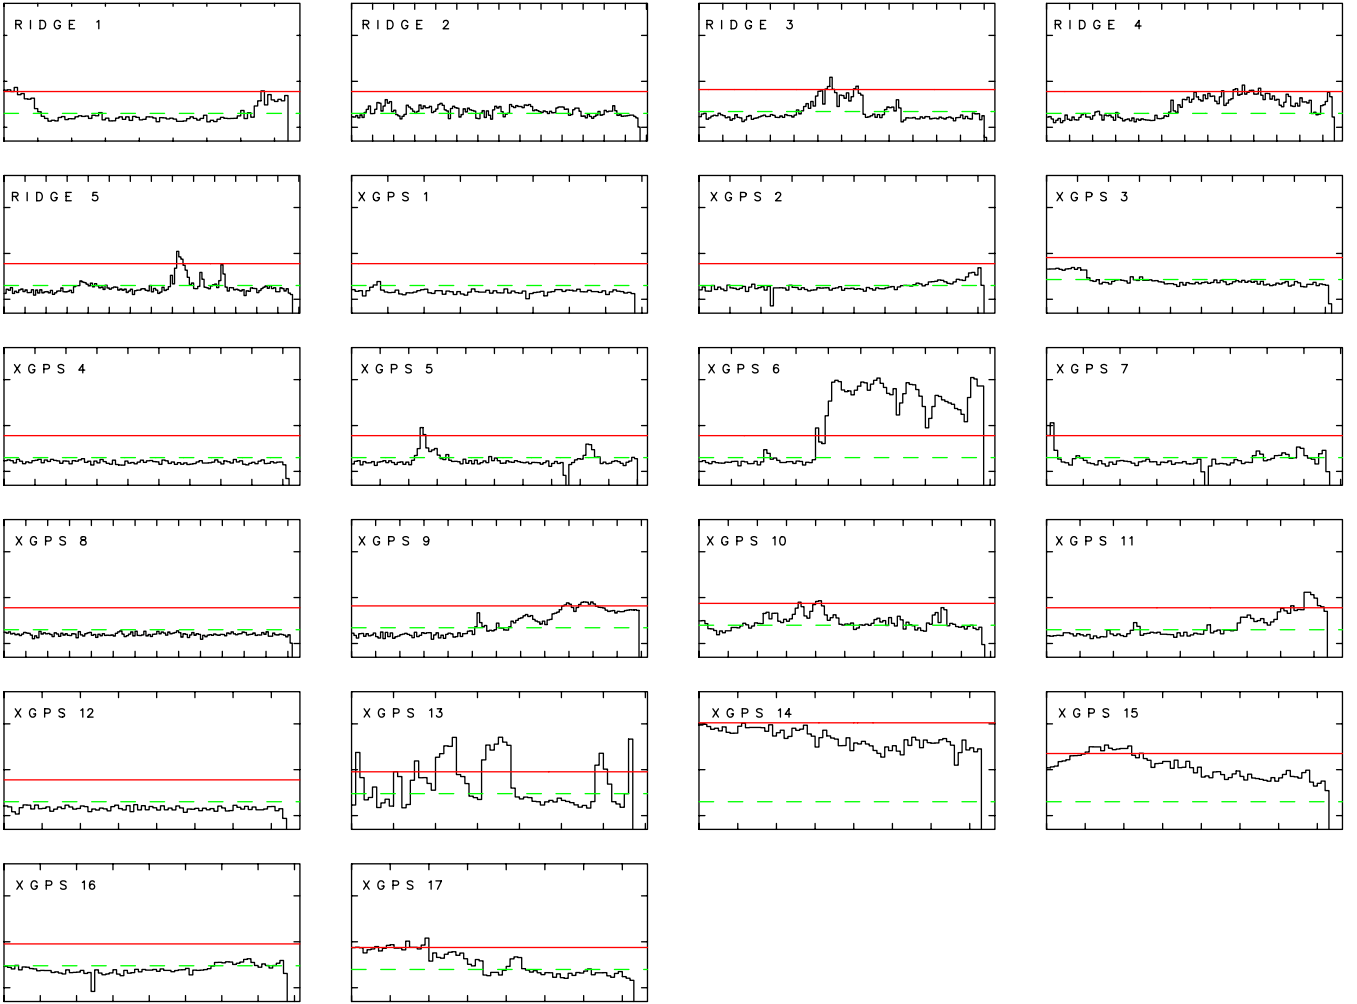 RIDGE 1
RIDGE 2
RIDGE 3
RIDGE 4
RIDGE 5
XGPS 1
XGPS 2
XGPS 3
XGPS 4
XGPS 5
XGPS 6
XGPS 7
XGPS 8
XGPS 9
XGPS 10
XGPS 11
XGPS 12
XGPS 13
XGPS 14
XGPS 15
XGPS 16
XGPS 17